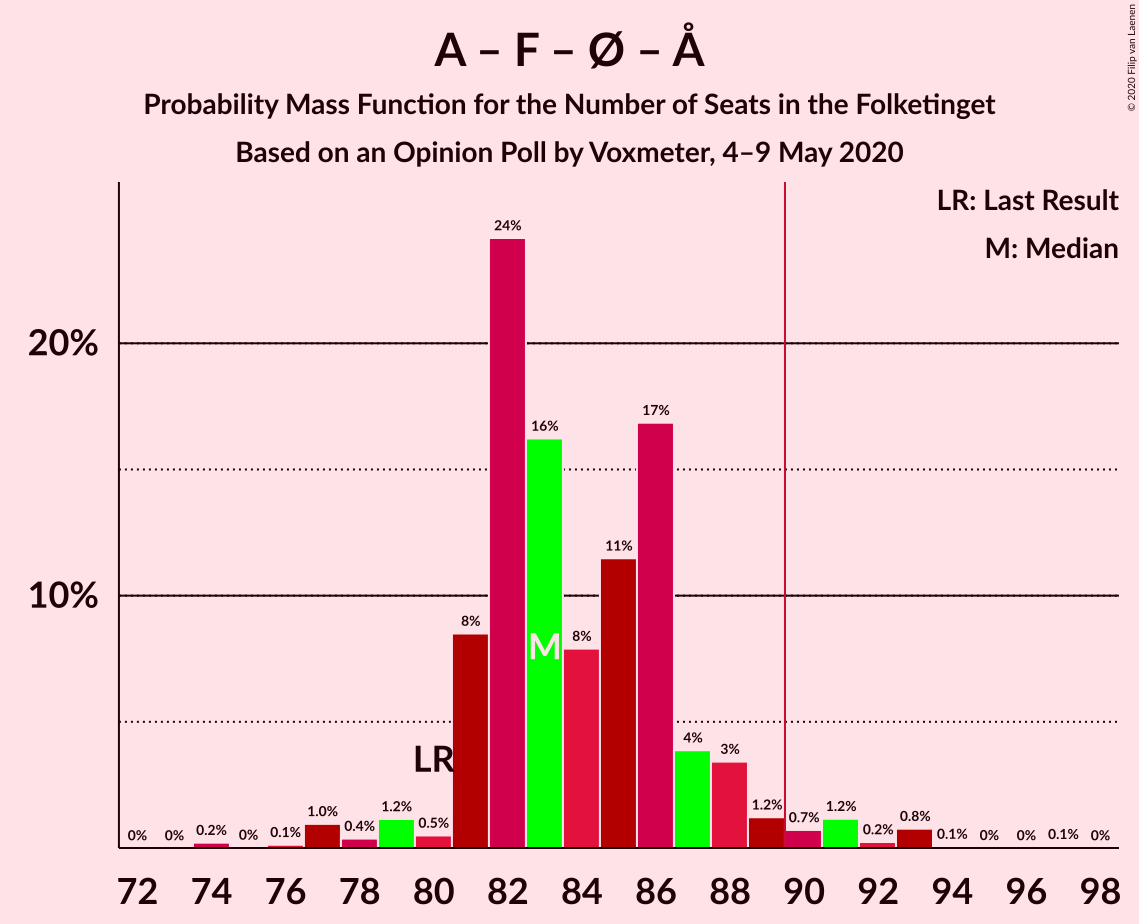 A – F – Ø – Å
Probability Mass Function for the Number of Seats in the Folketinget
Based on an Opinion Poll by Voxmeter, 4–9 May 2020
© 2020 Filip van Laenen
LR: Last Result
M: Median
20%
10%
0% 0% 0.2% 0% 0.1% 1.0% 0.4% 1.2% 0.5% 8% 24% 16% 8% 11% 17% 4% 3% 1.2% 0.7% 1.2% 0.2% 0.8% 0.1% 0% 0% 0.1% 0%
M
LR
72 74 76 78 80 82 84 86 88 90 92 94 96 98